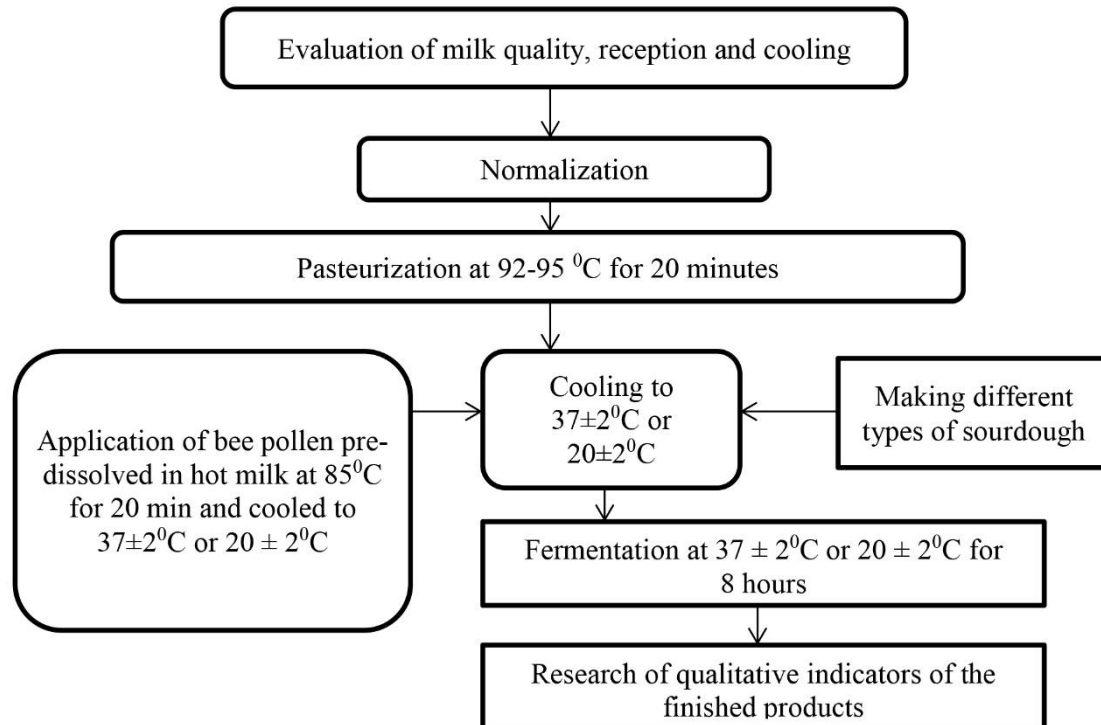 Evaluation of milk quality, reception and cooling
Normalization
Pasteurization at 92-95 ⁰C for 20 minutes
Application of bee pollen pre-
dissolved in hot milk at 85⁰C
for 20 min and cooled to
37±2⁰C or 20 ± 2⁰C
Cooling to
37±2⁰C or
20±2⁰C
Making different
types of sourdough
Fermentation at 37 ± 2⁰C or 20 ± 2⁰C for
8 hours
Research of qualitative indicators of the
finished products